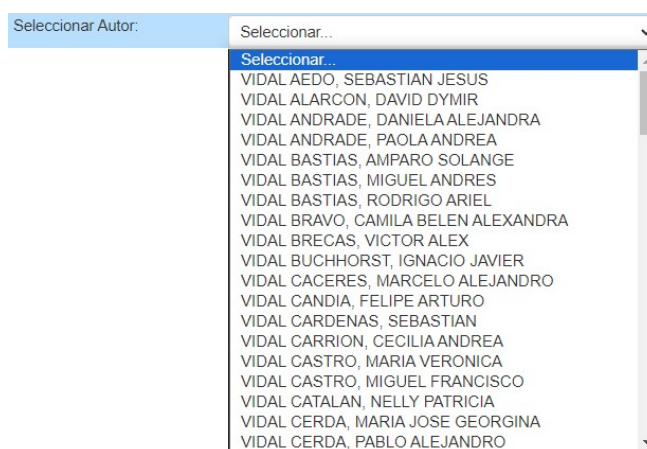 Seleccionar Autor:
Seleccionar...
Seleccionar...
VIDAL AEDO, SEBASTIAN JESUS
VIDAL ALARCON, DAVID DYMIR
VIDAL ANDRADE, DANIELA ALEJANDRA
VIDAL ANDRADE, PAOLA ANDREA
VIDAL BASTIAS, AMPARO SOLANGE
VIDAL BASTIAS, MIGUEL ANDRES
VIDAL BASTIAS, RODRIGO ARIEL
VIDAL BRAVO, CAMILA BELEN ALEXANDRA
VIDAL BRECAS, VICTOR ALEX
VIDAL BUCHHORST, IGNACIO JAVIER
VIDAL CACERES, MARCELO ALEJANDRO
VIDAL CANDIA, FELIPE ARTURO
VIDAL CARDENAS, SEBASTIAN
VIDAL CARRION, CECILIA ANDREA
VIDAL CASTRO, MARIA VERONICA
VIDAL CASTRO, MIGUEL FRANCISCO
VIDAL CATALAN, NELLY PATRICIA
VIDAL CERDA, MARIA JOSE GEORGINA
VIDAL CERDA, PABLO ALEJANDRO